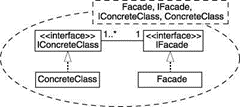 Facade, IFacade,
IConcreteClass, ConcreteClass
<<interface>>
IConcreteClass
1..*
1
<<interface>>
IFacade
ConcreteClass
Facade